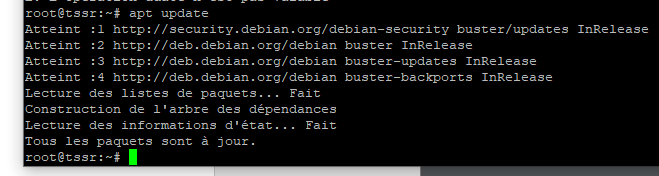 root@tssr:~# apt update
Atteint :1 http://security.debian.org/debian-security buster/updates InRelease
Atteint :2 http://deb.debian.org/debian buster InRelease
Atteint :3 http://deb.debian.org/debian buster-updates InRelease
Atteint :4 http://deb.debian.org/debian buster-backports InRelease
Lecture des listes de paquets... Fait
Construction de l'arbre des dépendances
Lecture des informations d'état... Fait
Tous les paquets sont à jour.
root@tssr:~#